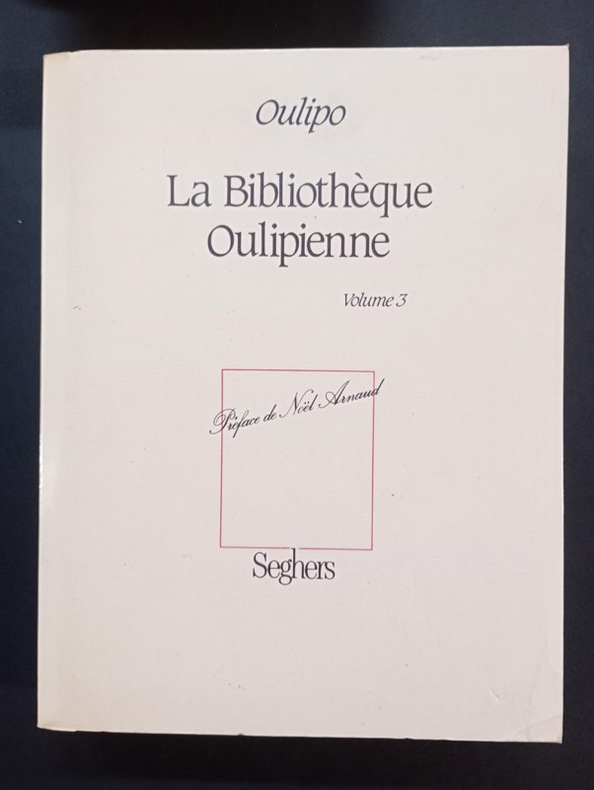 Oulipo
La Bibliothèque
Oulipienne
Volume 3
Préface de Noël Arnaud
Seghers